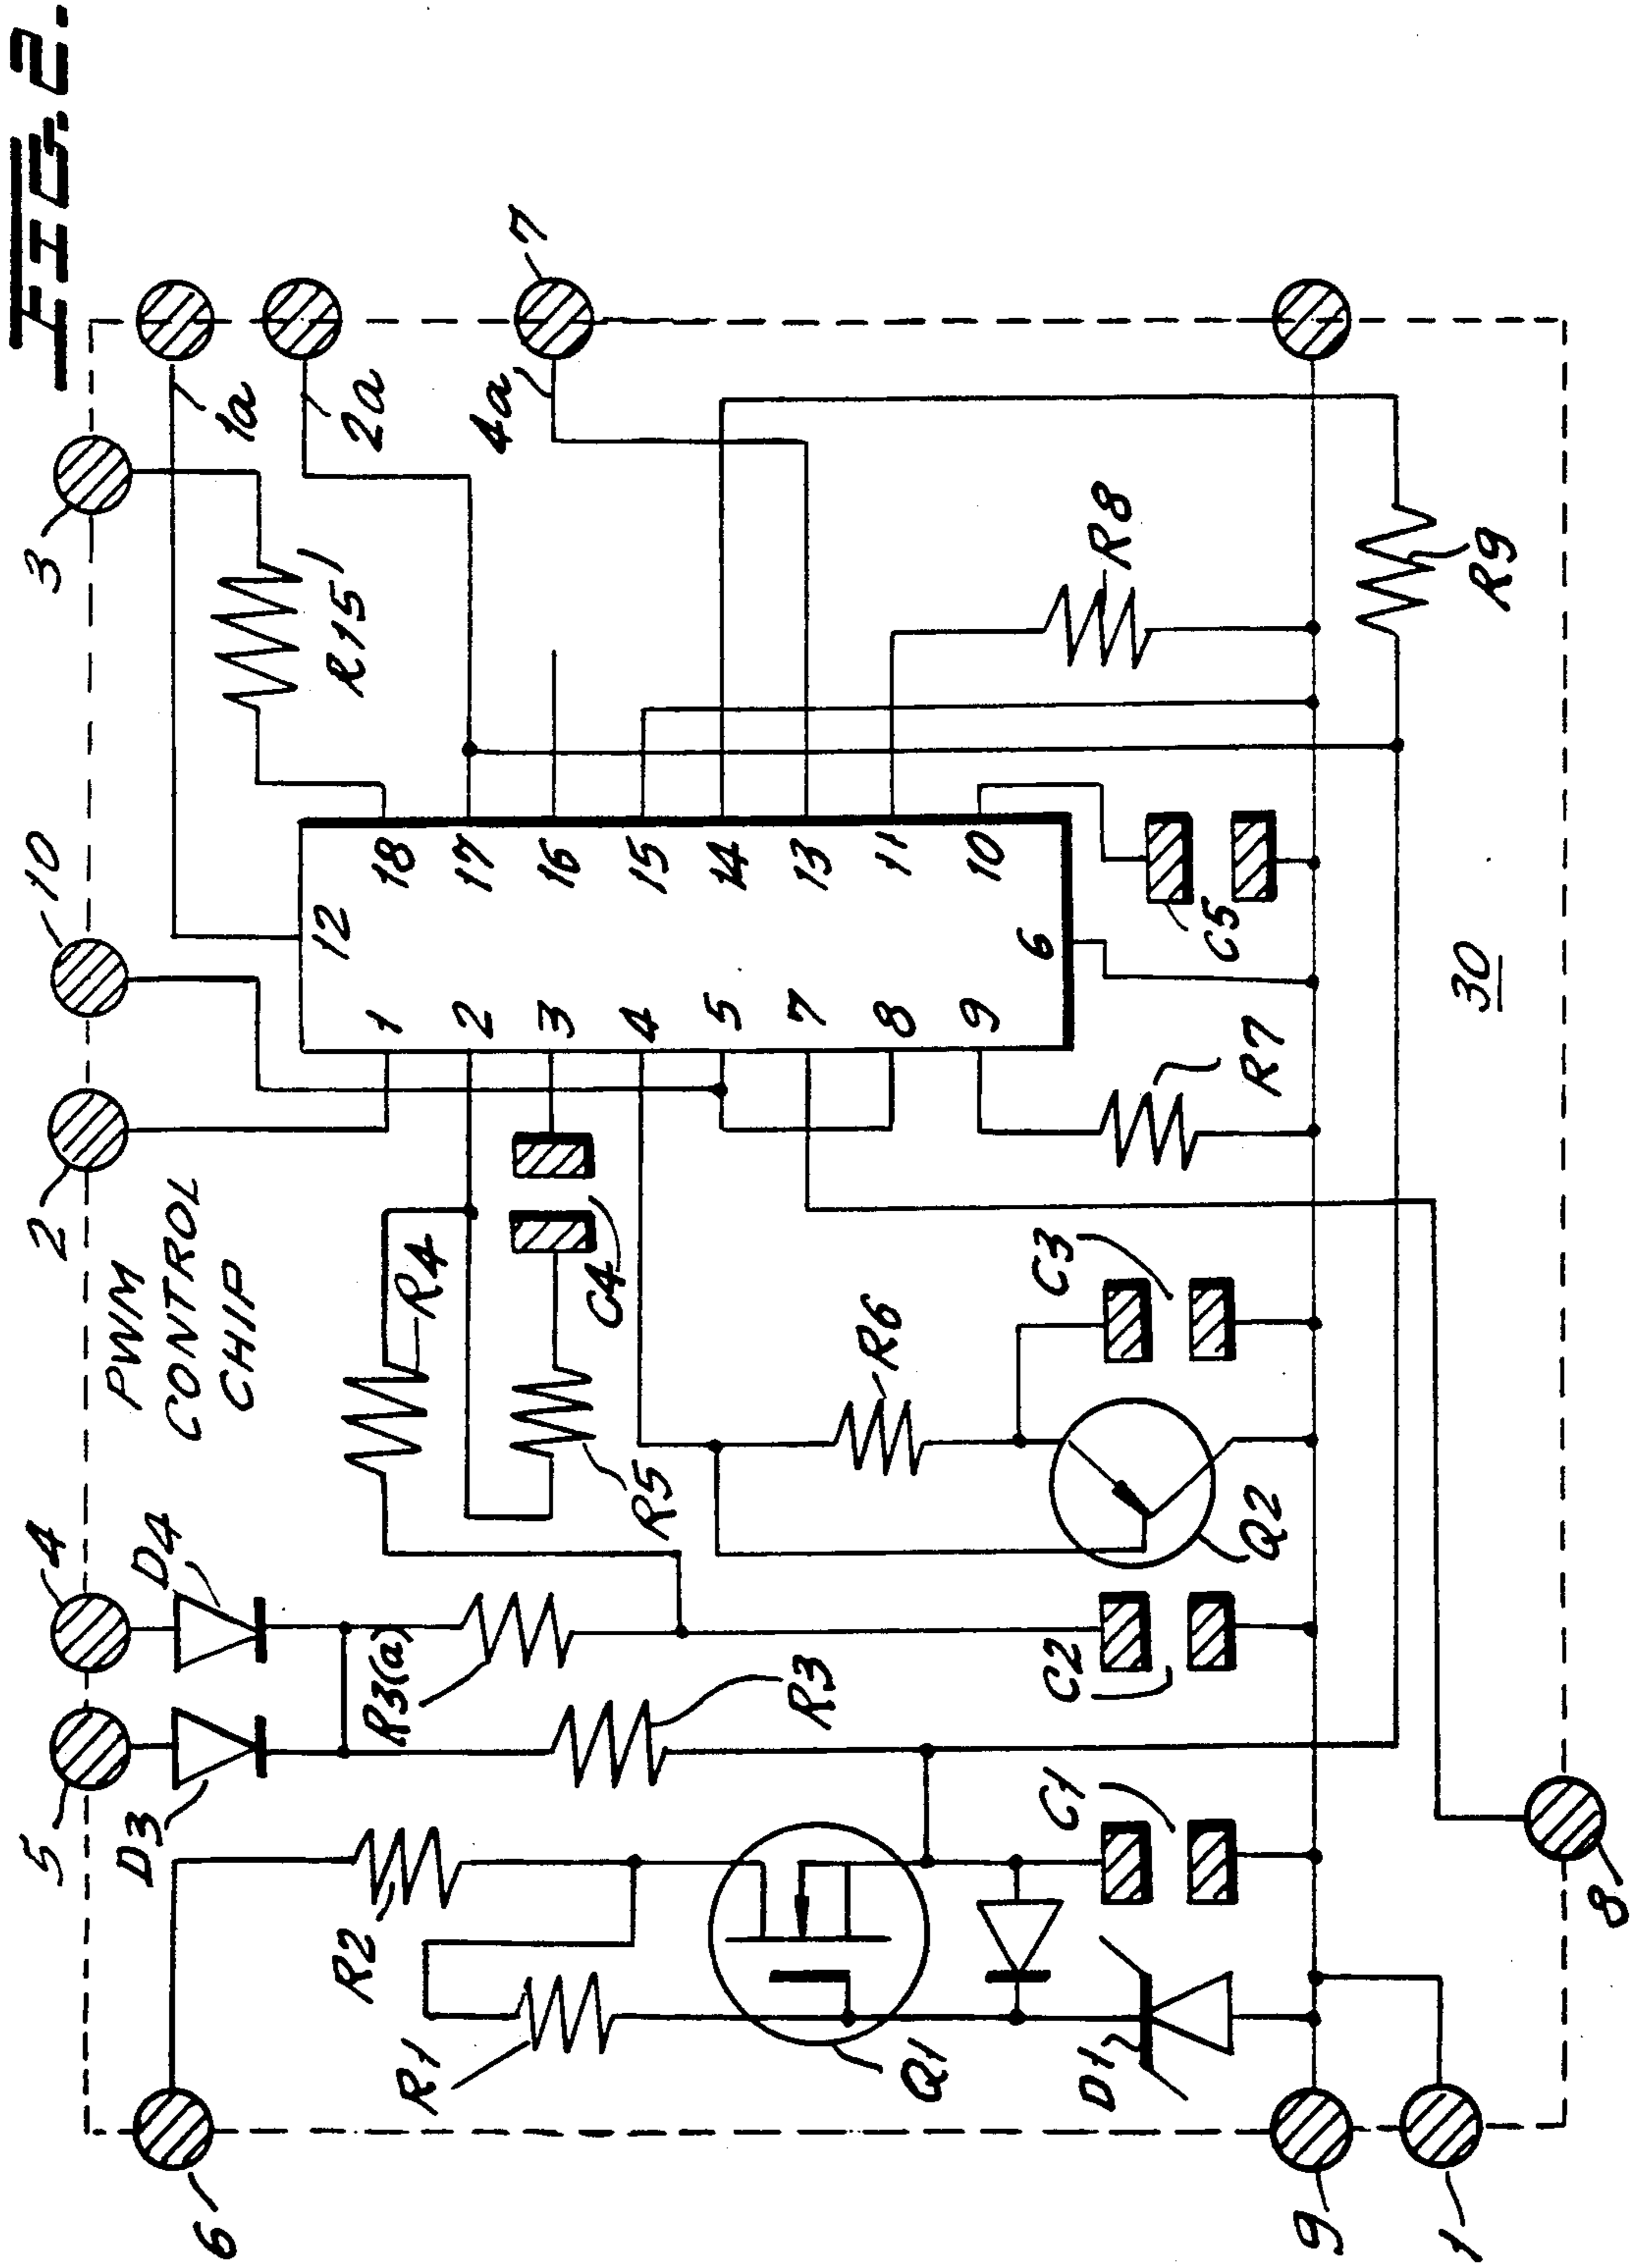 FIG. 2.
3
10
2
4
5
1a
2a
7
4a
R15
PWM
CONTROL
CHIP
D4
D3
R4
R3(a)
R5
C4
12
1
2
3
4
5
7
8
9
18
17
16
15
14
13
11
10
6
R8
R9
R7
C5
R6
C3
Q2
C2
R3
C1
R2
R1
Q1
D1
30
6
9
1
8